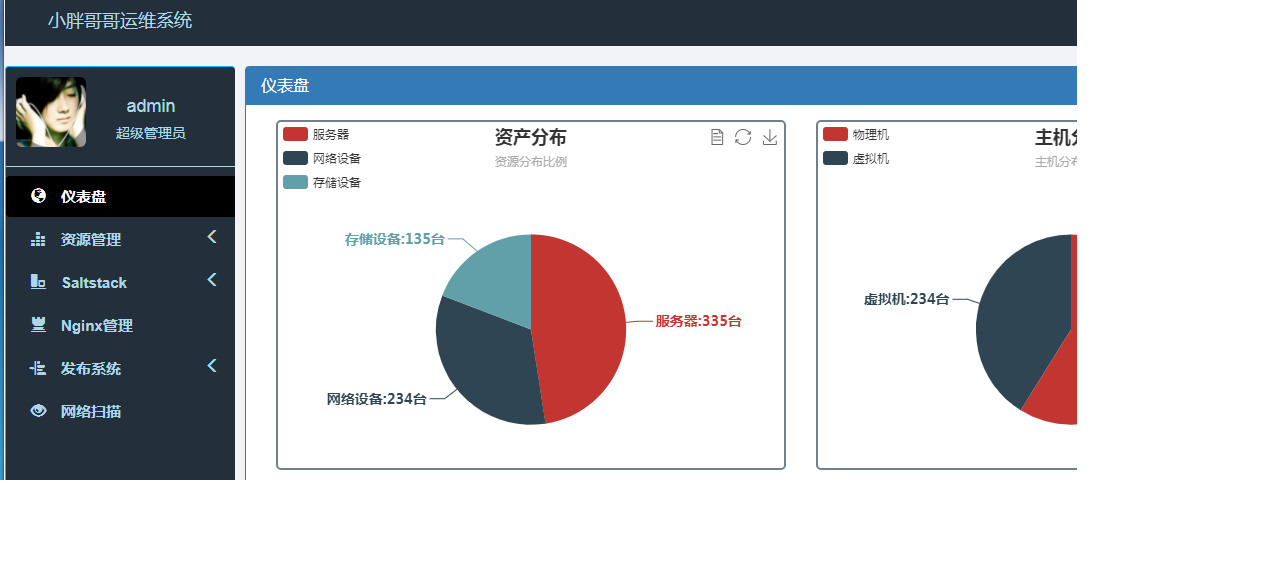 小胖哥哥运维系统
admin
超级管理员
仪表盘
资源管理
Saltstack
Nginx管理
发布系统
网络扫描
仪表盘
服务器
网络设备
存储设备
资产分布
资源分布比例
存储设备:135台
服务器:335台
网络设备:234台
物理机
虚拟机
主机
主机分布
虚拟机:234台